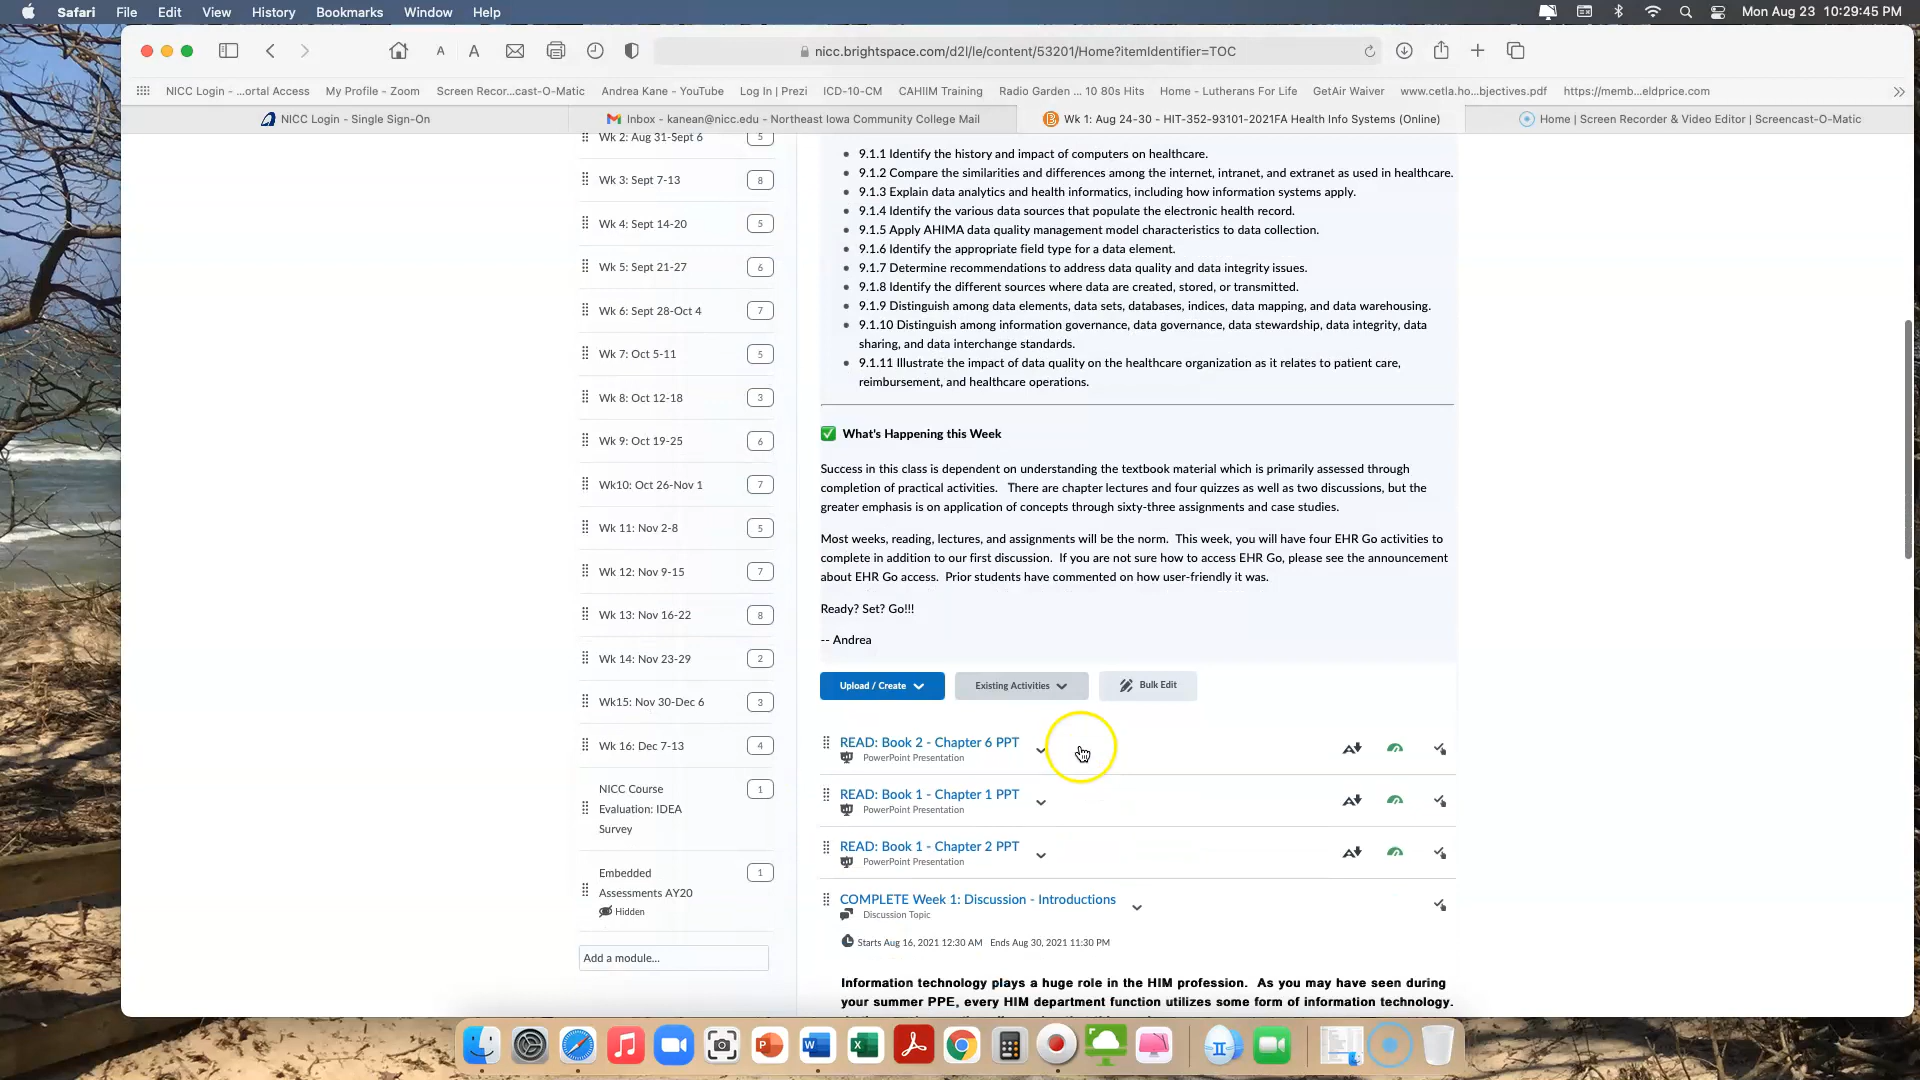 Safari File Edit View History Bookmarks Window Help Mon Aug 23 10:29:45 PM
A A nicc.brightspace.com/d2l/le/content/53201/Home?itemIdentifier=TOC
NICC Login - ...ortal Access My Profile - Zoom Screen Recor...cast-O-Matic Andrea Kane - YouTube Log In | Prezi ICD-10-CM CAHIIM Training Radio Garden ... 10 80s Hits Home - Lutherans For Life GetAir Waiver www.cetla.ho...bjectives.pdf https://memb...eldprice.com
NICC Login - Single Sign-On Inbox - kanean@nicc.edu - Northeast Iowa Community College Mail Wk 1: Aug 24-30 - HIT-352-93101-2021FA Health Info Systems (Online) Home | Screen Recorder & Video Editor | Screencast-O-Matic
Wk 2: Aug 31-Sept 6 5
Wk 3: Sept 7-13 8
Wk 4: Sept 14-20 5
Wk 5: Sept 21-27 6
Wk 6: Sept 28-Oct 4 7
Wk 7: Oct 5-11 5
Wk 8: Oct 12-18 3
Wk 9: Oct 19-25 6
Wk10: Oct 26-Nov 1 7
Wk 11: Nov 2-8 5
Wk 12: Nov 9-15 7
Wk 13: Nov 16-22 8
Wk 14: Nov 23-29 2
Wk15: Nov 30-Dec 6 3
Wk 16: Dec 7-13 4
NICC Course 1
Evaluation: IDEA
Survey
Embedded 1
Assessments AY20
Hidden
Add a module...
9.1.1 Identify the history and impact of computers on healthcare.
9.1.2 Compare the similarities and differences among the internet, intranet, and extranet as used in healthcare.
9.1.3 Explain data analytics and health informatics, including how information systems apply.
9.1.4 Identify the various data sources that populate the electronic health record.
9.1.5 Apply AHIMA data quality management model characteristics to data collection.
9.1.6 Identify the appropriate field type for a data element.
9.1.7 Determine recommendations to address data quality and data integrity issues.
9.1.8 Identify the different sources where data are created, stored, or transmitted.
9.1.9 Distinguish among data elements, data sets, databases, indices, data mapping, and data warehousing.
9.1.10 Distinguish among information governance, data governance, data stewardship, data integrity, data
sharing, and data interchange standards.
9.1.11 Illustrate the impact of data quality on the healthcare organization as it relates to patient care,
reimbursement, and healthcare operations.
What's Happening this Week
Success in this class is dependent on understanding the textbook material which is primarily assessed through
completion of practical activities. There are chapter lectures and four quizzes as well as two discussions, but the
greater emphasis is on application of concepts through sixty-three assignments and case studies.
Most weeks, reading, lectures, and assignments will be the norm. This week, you will have four EHR Go activities to
complete in addition to our first discussion. If you are not sure how to access EHR Go, please see the announcement
about EHR Go access. Prior students have commented on how user-friendly it was.
Ready? Set? Go!!!
-- Andrea
Upload / Create Existing Activities Bulk Edit
READ: Book 2 - Chapter 6 PPT
PowerPoint Presentation
READ: Book 1 - Chapter 1 PPT
PowerPoint Presentation
READ: Book 1 - Chapter 2 PPT
PowerPoint Presentation
COMPLETE Week 1: Discussion - Introductions
Discussion Topic
Starts Aug 16, 2021 12:30 AM Ends Aug 30, 2021 11:30 PM
Information technology plays a huge role in the HIM profession. As you may have seen during
your summer PPE, every HIM department function utilizes some form of information technology.